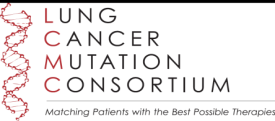 LUNG
CANCER
MUTATION
CONSORTIUM
Matching Patients with the Best Possible Therapies